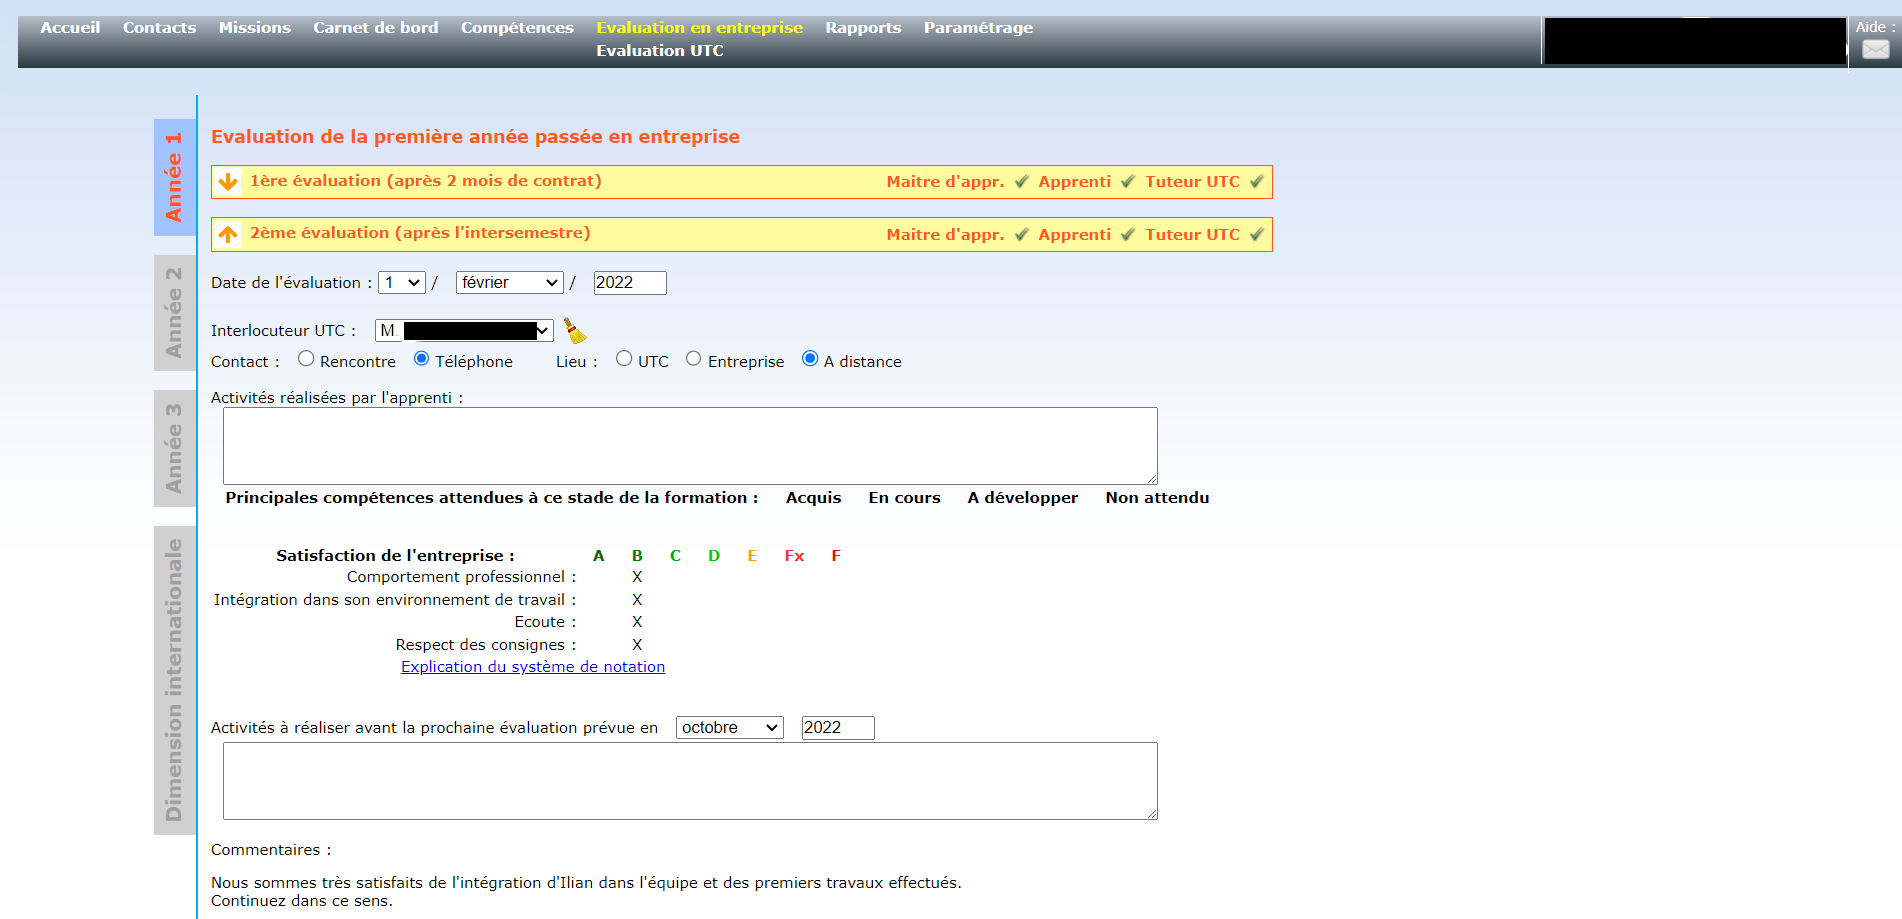 Accueil Contacts Missions Carnet de bord Compétences Evaluation en entreprise Rapports Paramétrage Aide :
Evaluation UTC
Année 1
Année 2
Année 3
Dimension internationale
Evaluation de la première année passée en entreprise
1ère évaluation (après 2 mois de contrat) Maitre d'appr. ✔ Apprenti ✔ Tuteur UTC ✔
2ème évaluation (après l'intersemestre) Maitre d'appr. ✔ Apprenti ✔ Tuteur UTC ✔
Date de l'évaluation : 1 / février / 2022
Interlocuteur UTC : M.
Contact : Rencontre Téléphone Lieu : UTC Entreprise A distance
Activités réalisées par l'apprenti :
Principales compétences attendues à ce stade de la formation : Acquis En cours A développer Non attendu
Satisfaction de l'entreprise : A B C D E Fx F
Comportement professionnel : X
Intégration dans son environnement de travail : X
Ecoute : X
Respect des consignes : X
Explication du système de notation
Activités à réaliser avant la prochaine évaluation prévue en octobre 2022
Commentaires :
Nous sommes très satisfaits de l'intégration d'Ilian dans l'équipe et des premiers travaux effectués.
Continuez dans ce sens.